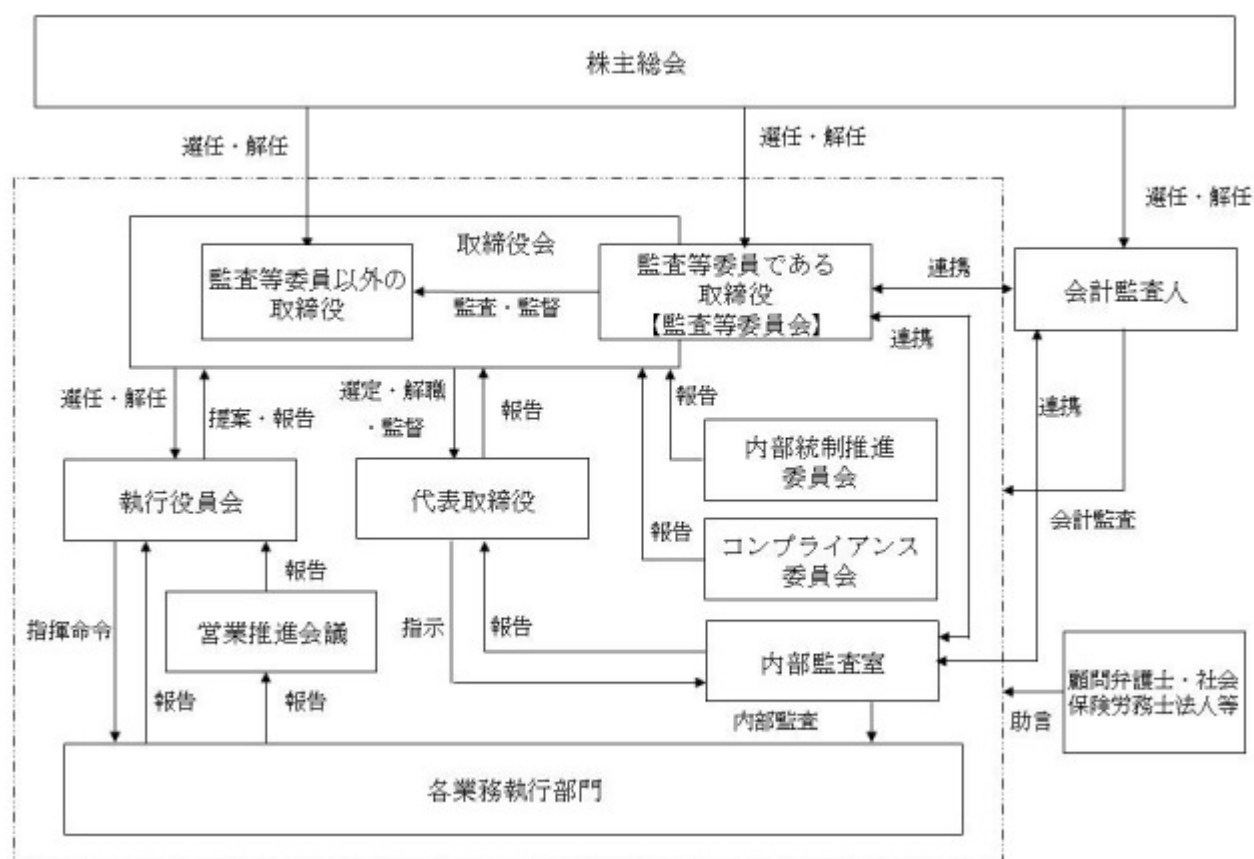 株主総会
選任・解任
選任・解任
選任・解任
取締役会
監査等委員以外の
取締役
監査・監督
監査等委員である
取締役
【監査等委員会】
連携
会計監査人
連携
選任・解任
提案・報告
選定・解職
・監督
報告
報告
内部統制推進
委員会
連携
執行役員会
代表取締役
報告
コンプライアンス
委員会
会計監査
報告
指揮命令
営業推進会議
指示
報告
内部監査室
報告
報告
内部監査
助言
顧問弁護士・社会
保険労務士法人等
各業務執行部門